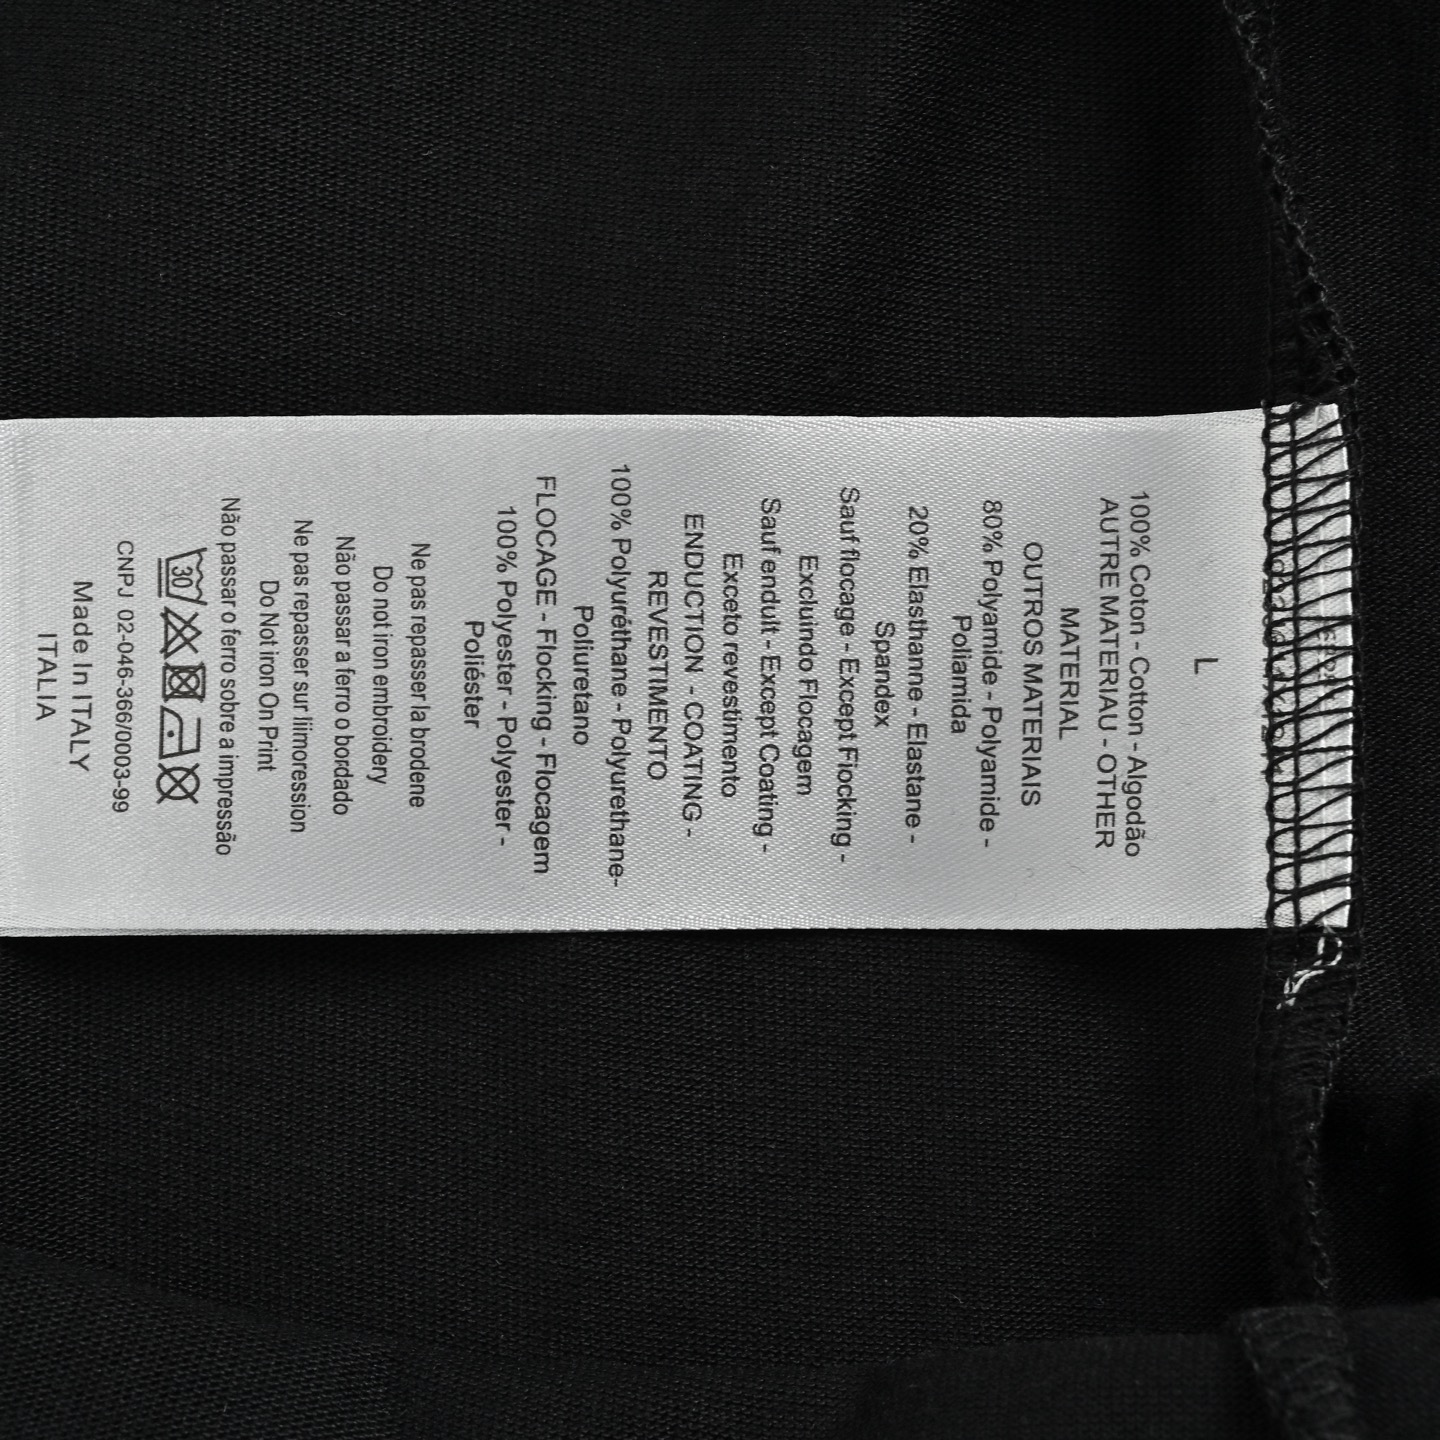 L
100% Coton - Cotton - Algodão
AUTRE MATERIAU - OTHER
MATERIAL
OUTROS MATERIAIS
80% Polyamide - Polyamide -
Poliamida
20% Elasthanne - Elastane -
Spandex
Sauf flocage - Except Fiocking -
Excluindo Flocagem
Sauf endult - Except Coating -
Exceto revestimento
ENDUCTION - COATING -
REVESTIMENTO
100% Polyuréthane - Polyurethane-
Poliuretano
FLOCAGE - Flocking - Flocagem
100% Polyester - Polyester -
Poliéster
Ne pas repasser la brodene
Do not iron embroidery
Não passar a ferro o bordado
Ne pas repasser sur Iiimoression
Do Not iron On Print
Não passar o ferro sobre a impressão
30
CNPJ 02-046-366/0003-99
Made In ITALY
ITALIA